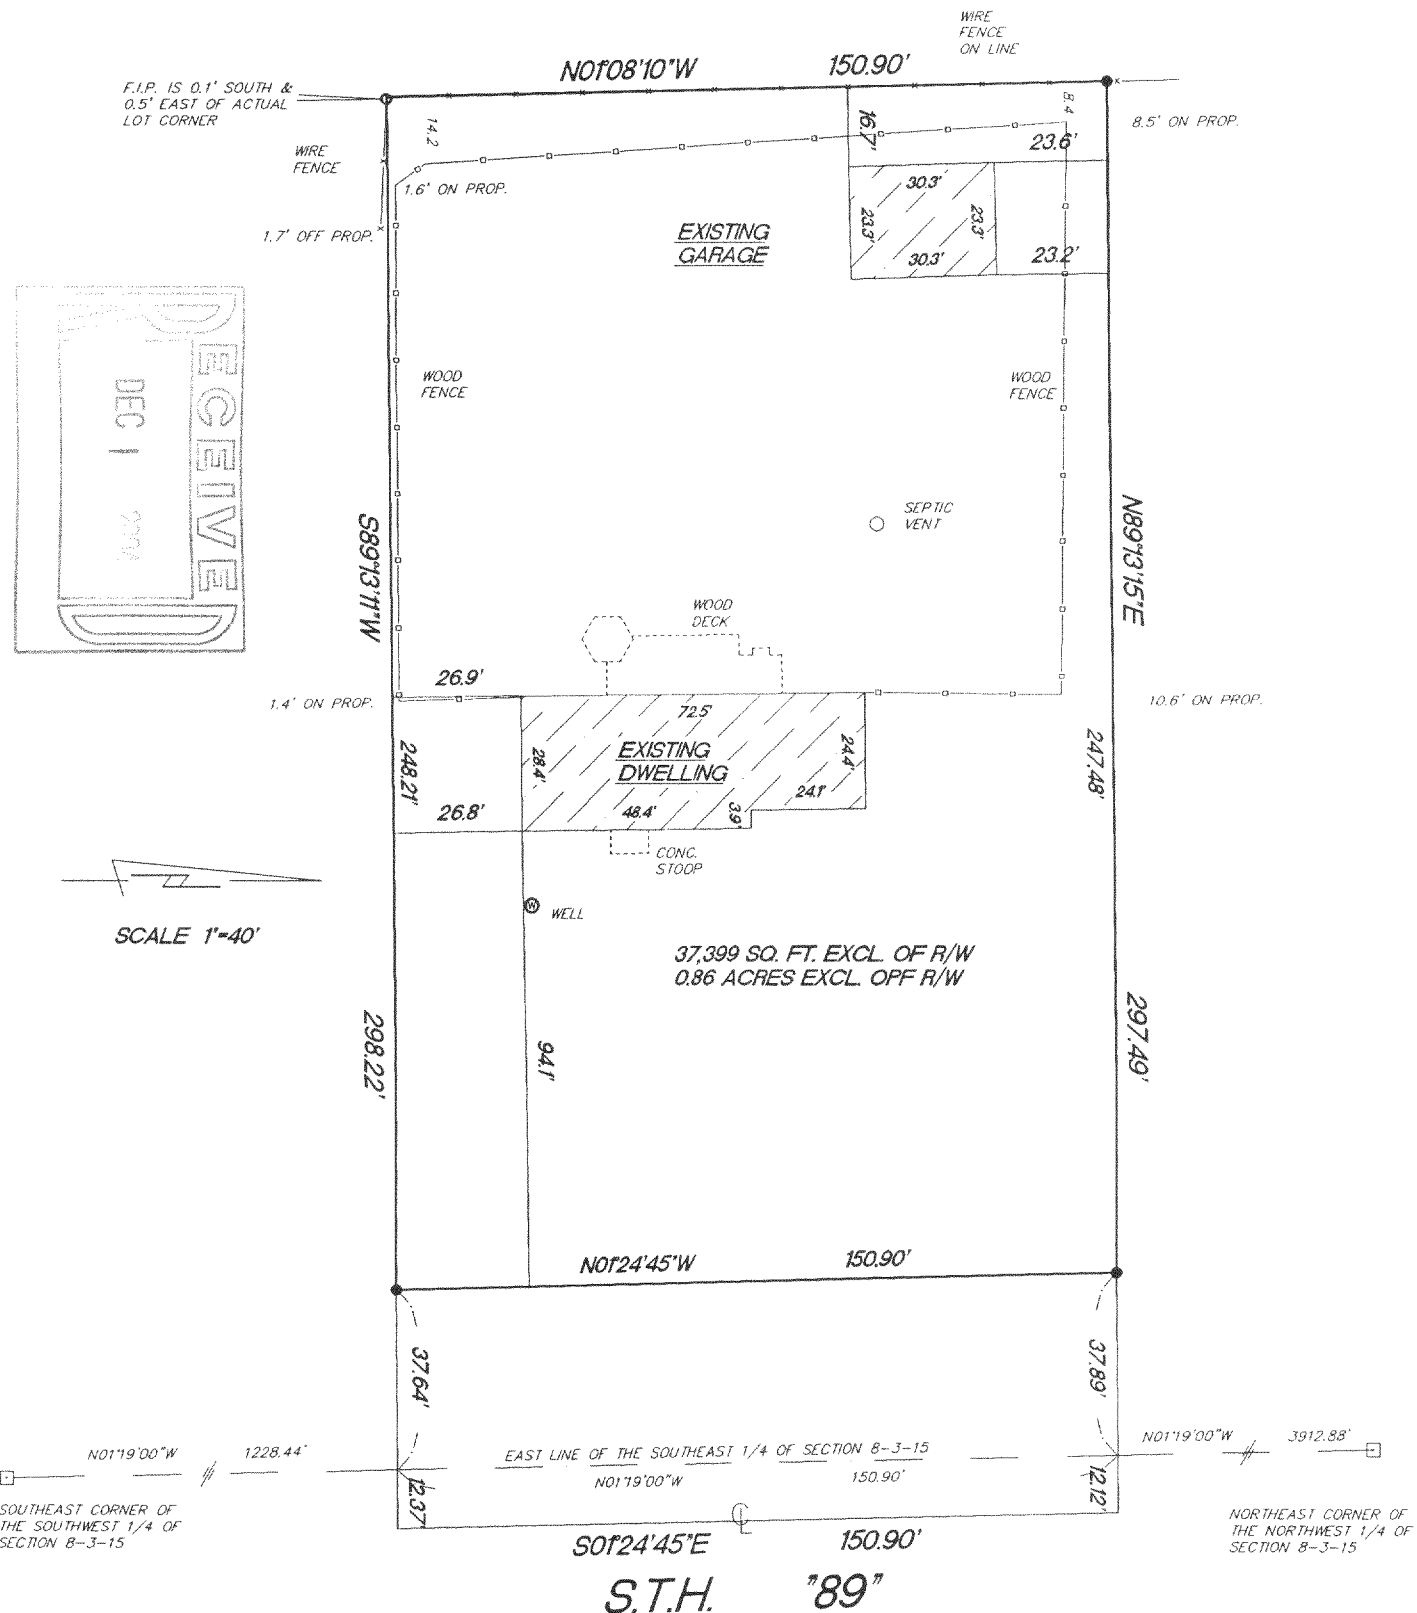 WIRE
FENCE
ON LINE
N01°08'10"W 150.90'
F.I.P. IS 0.1' SOUTH &
0.5' EAST OF ACTUAL
LOT CORNER
14.2
16.7'
8.4
8.5' ON PROP.
23.6'
WIRE
FENCE
1.6' ON PROP.
30.3'
1.7' OFF PROP.
EXISTING
GARAGE
23.3'
23.3'
30.3'
23.2'
RECEIVE
DEC 1
WOOD
FENCE
WOOD
FENCE
S89°13'11"W
N89°13'15"E
SEPTIC
VENT
WOOD
DECK
26.9'
1.4' ON PROP.
10.6' ON PROP.
72.5'
248.21'
28.4'
EXISTING
DWELLING
24.4'
247.48'
24.1'
26.8'
48.4'
3.9'
CONC.
STOOP
W WELL
SCALE 1"=40'
37,399 SQ. FT. EXCL. OF R/W
0.86 ACRES EXCL. OPF R/W
298.22'
94.1'
297.49'
N01°24'45"W 150.90'
37.64'
37.89'
N01°19'00"W 1228.44'
EAST LINE OF THE SOUTHEAST 1/4 OF SECTION 8-3-15
N01°19'00"W 150.90'
N01°19'00"W 3912.88'
12.37'
12.12'
SOUTHEAST CORNER OF
THE SOUTHWEST 1/4 OF
SECTION 8-3-15
NORTHEAST CORNER OF
THE NORTHWEST 1/4 OF
SECTION 8-3-15
S01°24'45"E 150.90'
S.T.H. "89"